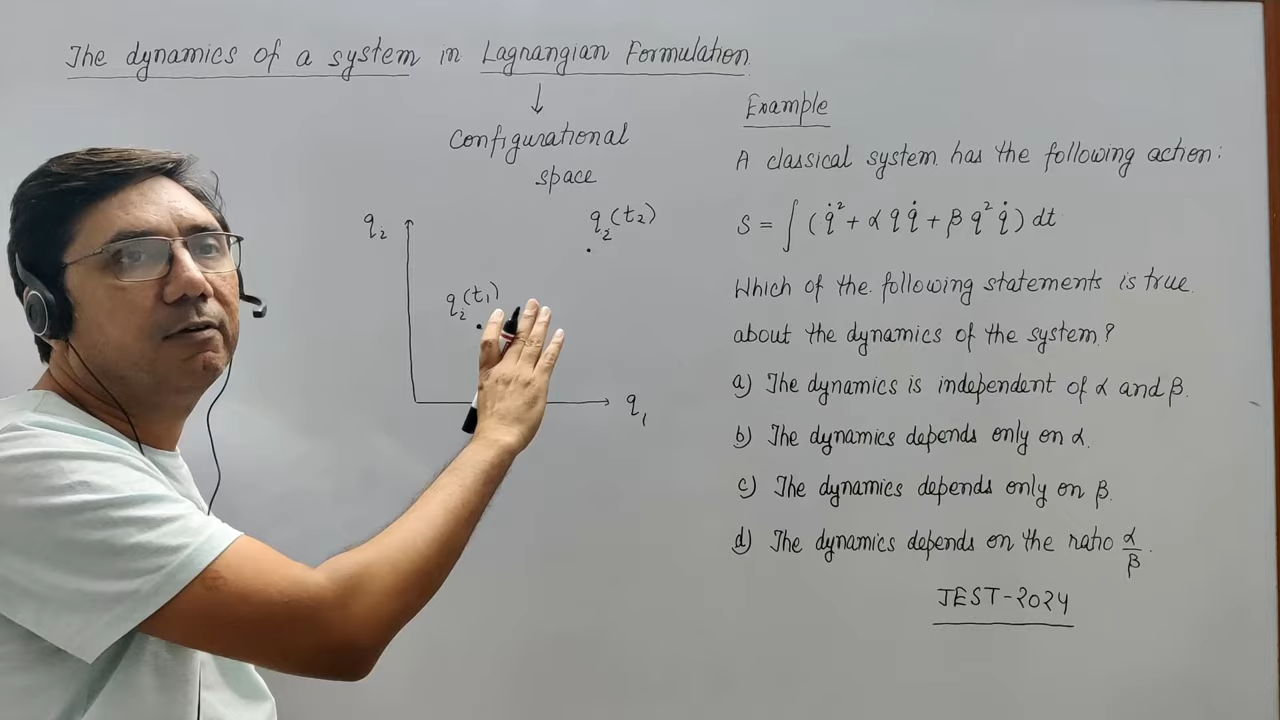 The dynamics of a system in Lagrangian Formulation
↓
Configurational
space
q₂
q₂(t₂)
q₂(t₁)
q₁
Example
A classical system has the following action:
S = ∫ (q̇² + α q q̇ + β q² q̇) dt
Which of the following statements is true
about the dynamics of the system?
a) The dynamics is independent of α and β.
b) The dynamics depends only on α.
c) The dynamics depends only on β.
d) The dynamics depends on the ratio α/β.
JEST-2024